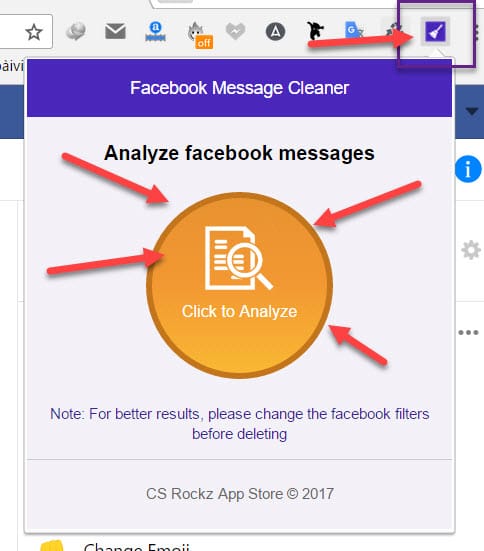 off
päivi
Facebook Message Cleaner
Analyze facebook messages
Click to Analyze
Note: For better results, please change the facebook filters
before deleting
CS Rockz App Store © 2017
Change Emoji